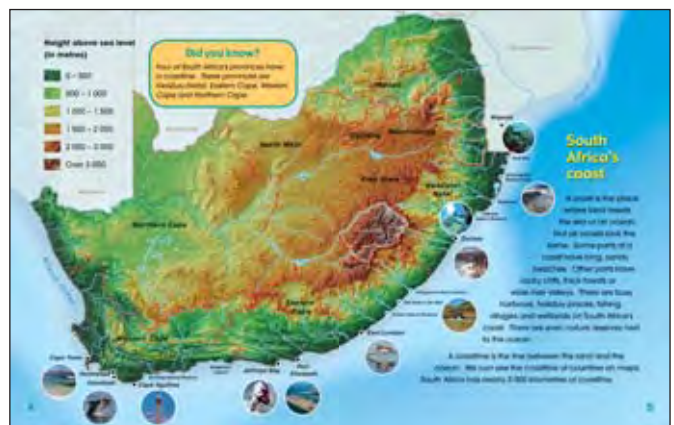 Height above sea level
(in metres)
0 – 500
500 – 1 000
1 000 – 1 500
1 500 – 2 000
2 000 – 3 000
Over 3 000
Did you know?
Four of South Africa's provinces have
a coastline. These provinces are
KwaZulu-Natal, Eastern Cape, Western
Cape and Northern Cape.
Limpopo
Gauteng
Mpumalanga
North West
Free State
KwaZulu
Natal
Northern Cape
Eastern
Cape
Western Cape
Durban
East London
Port
Elizabeth
Jeffreys Bay
Cape Agulhas
Cape Town
Hermanus
South
Africa's
coast
A coast is the place
where land meets
the sea or an ocean.
Not all coasts look the
same. Some parts of a
coast have long, sandy
beaches. Other parts have
rocky cliffs, thick forests or
wide river valleys. There are busy
harbours, holiday places, fishing
villages and wetlands on South Africa's
coast. There are even nature reserves next
to the ocean.
A coastline is the line between the land and the
ocean. We can see the coastline of countries on maps.
South Africa has nearly 3 000 kilometres of coastline.